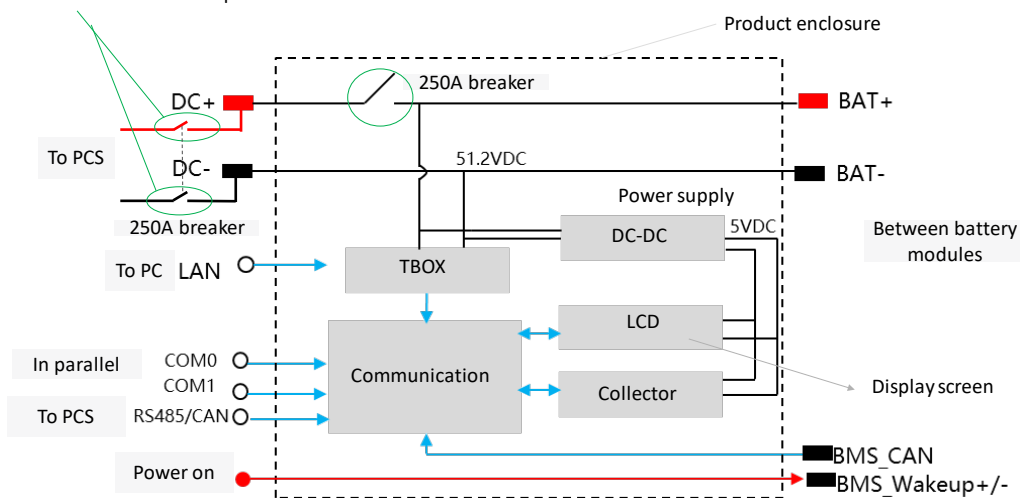 Product enclosure
250A breaker
DC+
BAT+
To PCS
DC-
51.2VDC
BAT-
Power supply
250A breaker
DC-DC
5VDC
Between battery
modules
To PC
LAN
TBOX
LCD
In parallel
COM0
Communication
COM1
Collector
Display screen
To PCS
RS485/CAN
BMS_CAN
Power on
BMS_Wakeup+/-